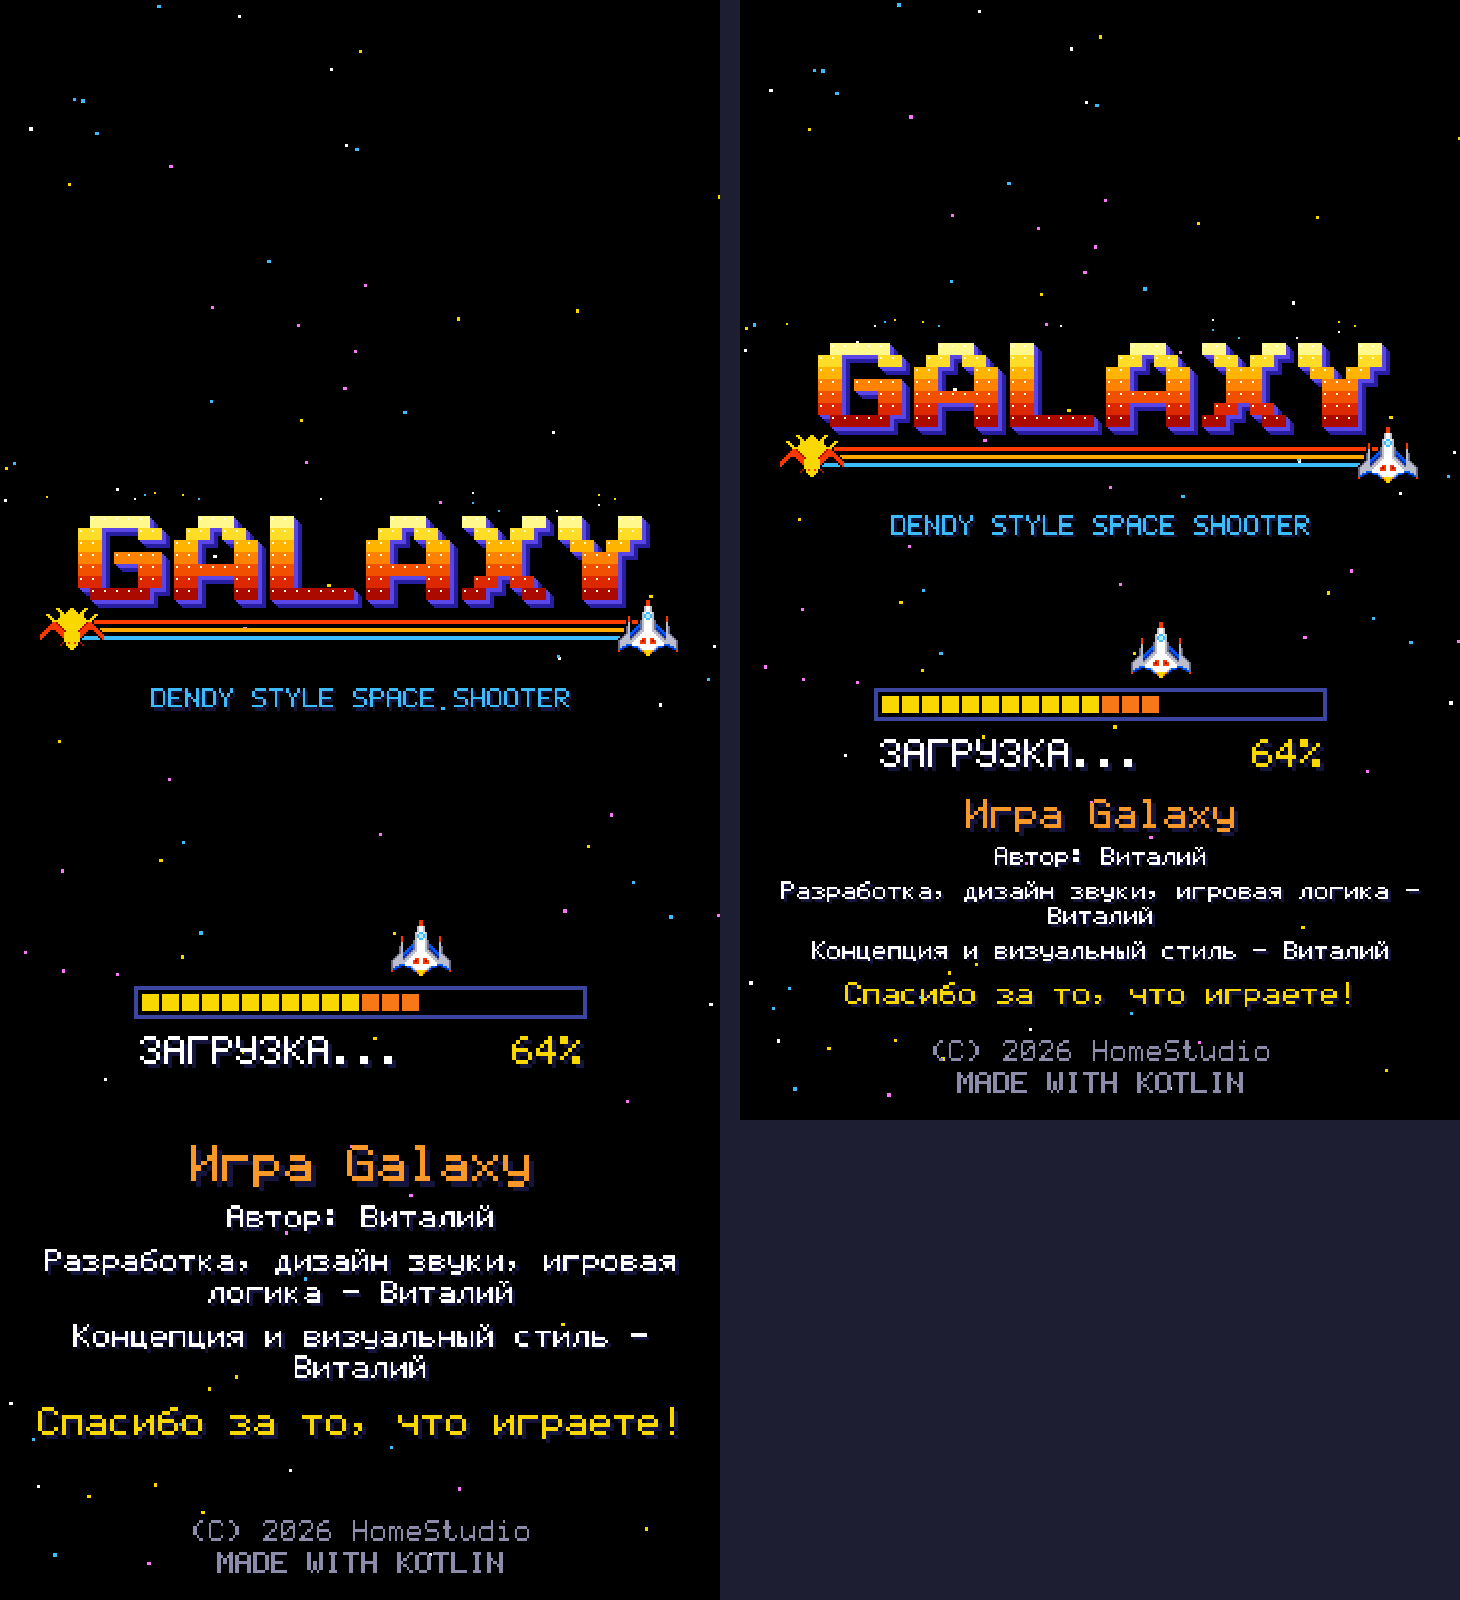 GALAXY
DENDY STYLE SPACE SHOOTER
ЗАГРУЗКА... 64%
Игра Galaxy
Автор: Виталий
Разработка, дизайн звуки, игровая
логика - Виталий
Концепция и визуальный стиль -
Виталий
Спасибо за то, что играете!
(C) 2026 HomeStudio
MADE WITH KOTLIN
GALAXY
DENDY STYLE SPACE SHOOTER
ЗАГРУЗКА... 64%
Игра Galaxy
Автор: Виталий
Разработка, дизайн звуки, игровая логика -
Виталий
Концепция и визуальный стиль - Виталий
Спасибо за то, что играете!
(C) 2026 HomeStudio
MADE WITH KOTLIN